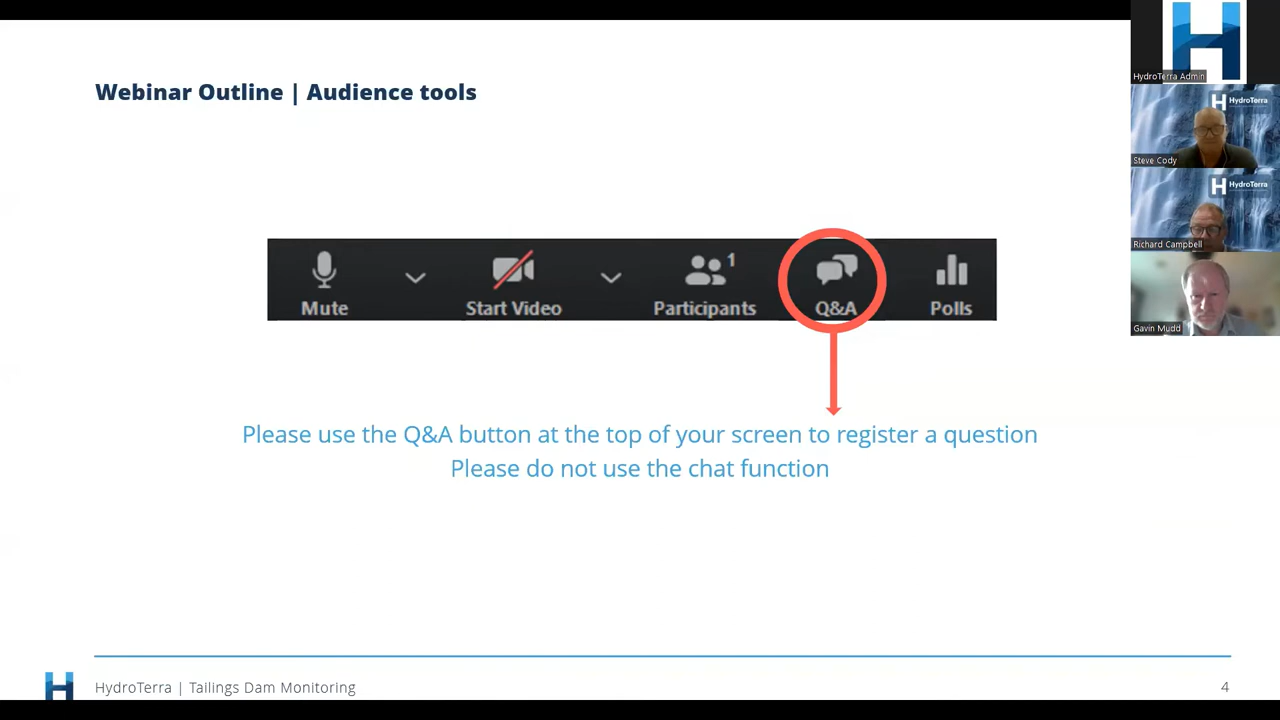 Webinar Outline | Audience tools
Mute
Start Video
Participants
1
Q&A
Polls
Please use the Q&A button at the top of your screen to register a question
Please do not use the chat function
HydroTerra | Tailings Dam Monitoring
4
H
HydroTerra Admin
HydroTerra
Steve Cody
HydroTerra
Richard Campbell
Gavin Mudd